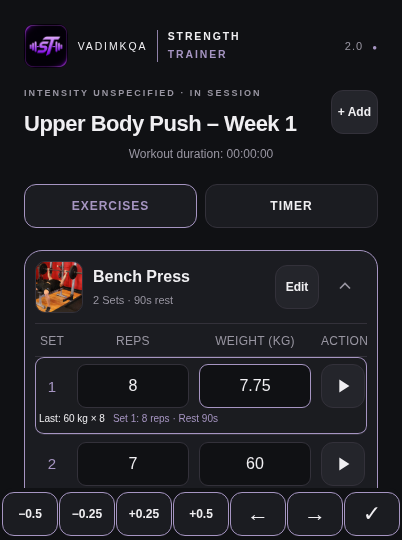 ST
VADIMKQA
STRENGTH
TRAINER
2.0 •
INTENSITY UNSPECIFIED · IN SESSION
Upper Body Push – Week 1
+ Add
Workout duration: 00:00:00
EXERCISES
TIMER
Bench Press
2 Sets · 90s rest
Edit
SET REPS WEIGHT (KG) ACTION
1 8 7.75
Last: 60 kg × 8 Set 1: 8 reps · Rest 90s
2 7 60
−0.5 −0.25 +0.25 +0.5 ← → ✓